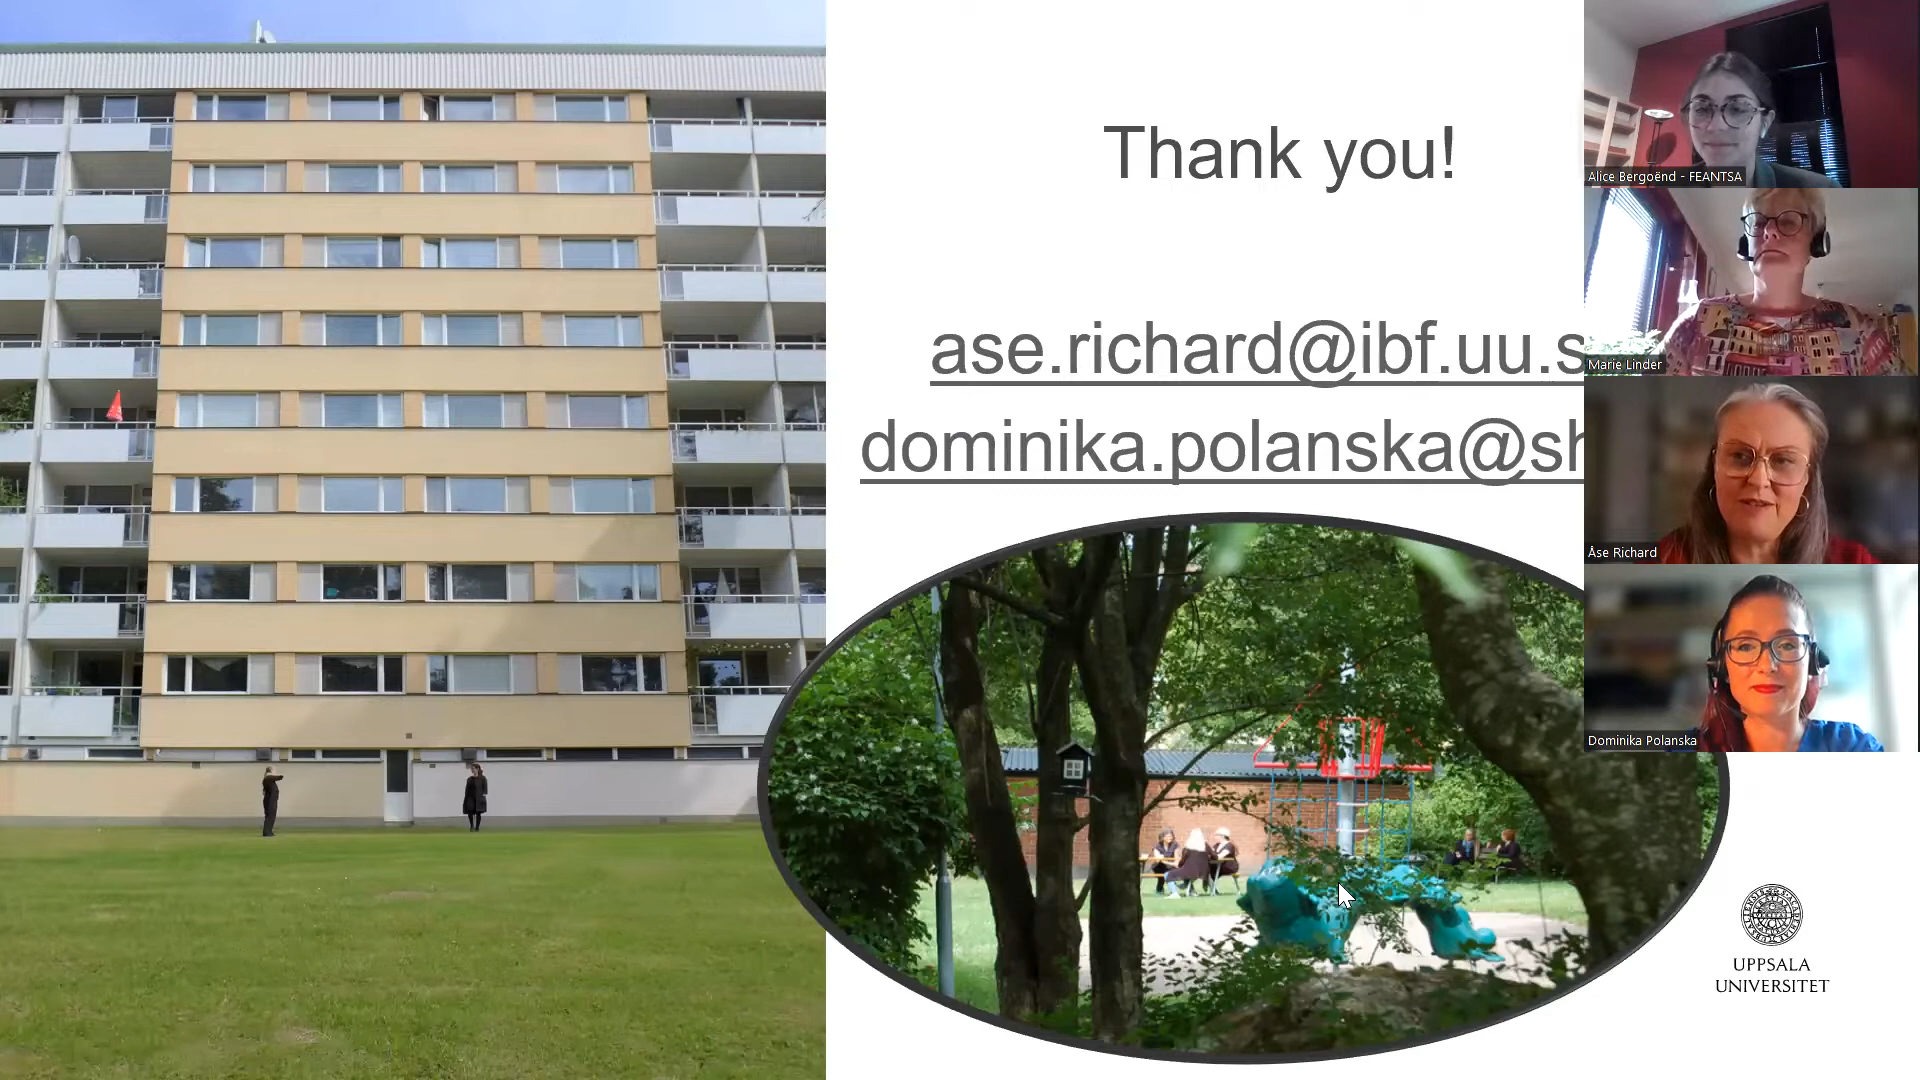 Thank you!
ase.richard@ibf.uu.s
dominika.polanska@sh
UPPSALA
UNIVERSITET
Alice Bergoënd - FEANTSA
Marie Linder
Åse Richard
Dominika Polanska